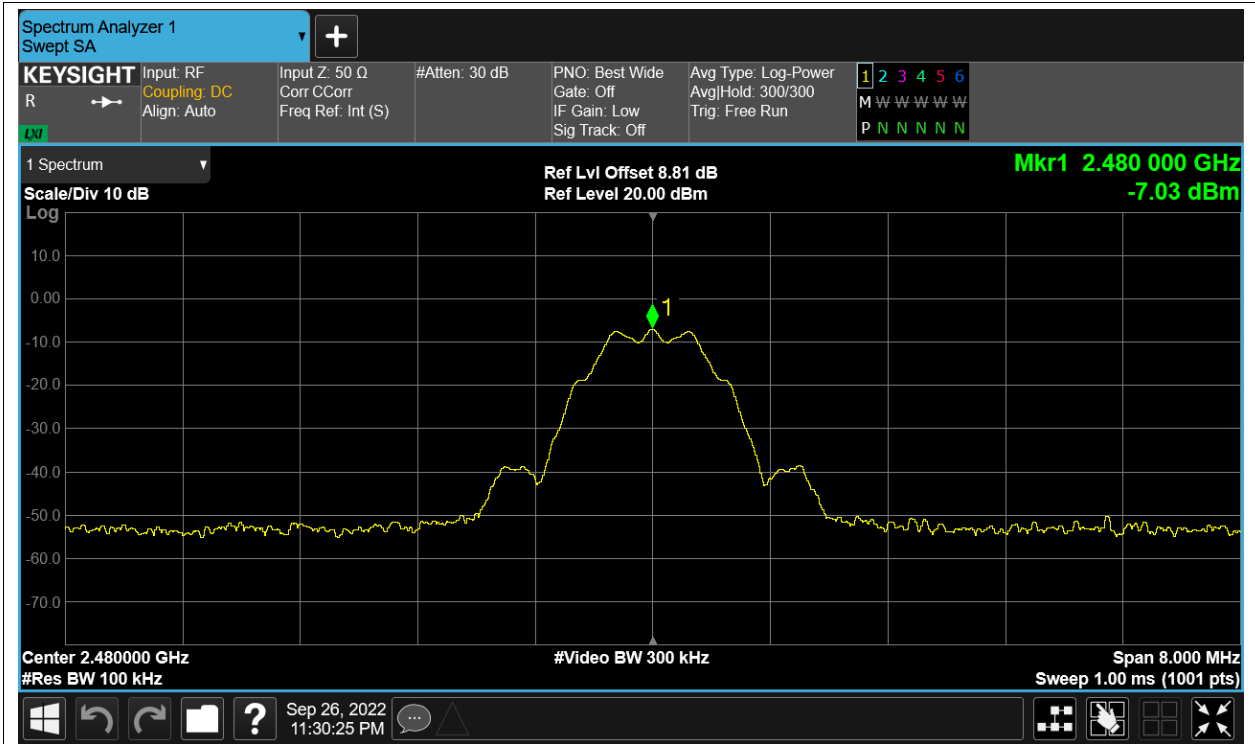 Spectrum Analyzer 1
Swept SA
KEYSIGHT
R
LXI
Input: RF
Coupling: DC
Align: Auto
Input Z: 50 Ω
Corr CCorr
Freq Ref: Int (S)
#Atten: 30 dB
PNO: Best Wide
Gate: Off
IF Gain: Low
Sig Track: Off
Avg Type: Log-Power
Avg|Hold: 300/300
Trig: Free Run
1 2 3 4 5 6
M W W W W W
P N N N N N
1 Spectrum
Scale/Div 10 dB
Log
Ref Lvl Offset 8.81 dB
Ref Level 20.00 dBm
Mkr1 2.480 000 GHz
-7.03 dBm
1
10.0
0.00
-10.0
-20.0
-30.0
-40.0
-50.0
-60.0
-70.0
Center 2.480000 GHz
#Res BW 100 kHz
#Video BW 300 kHz
Span 8.000 MHz
Sweep 1.00 ms (1001 pts)
?
Sep 26, 2022
11:30:25 PM